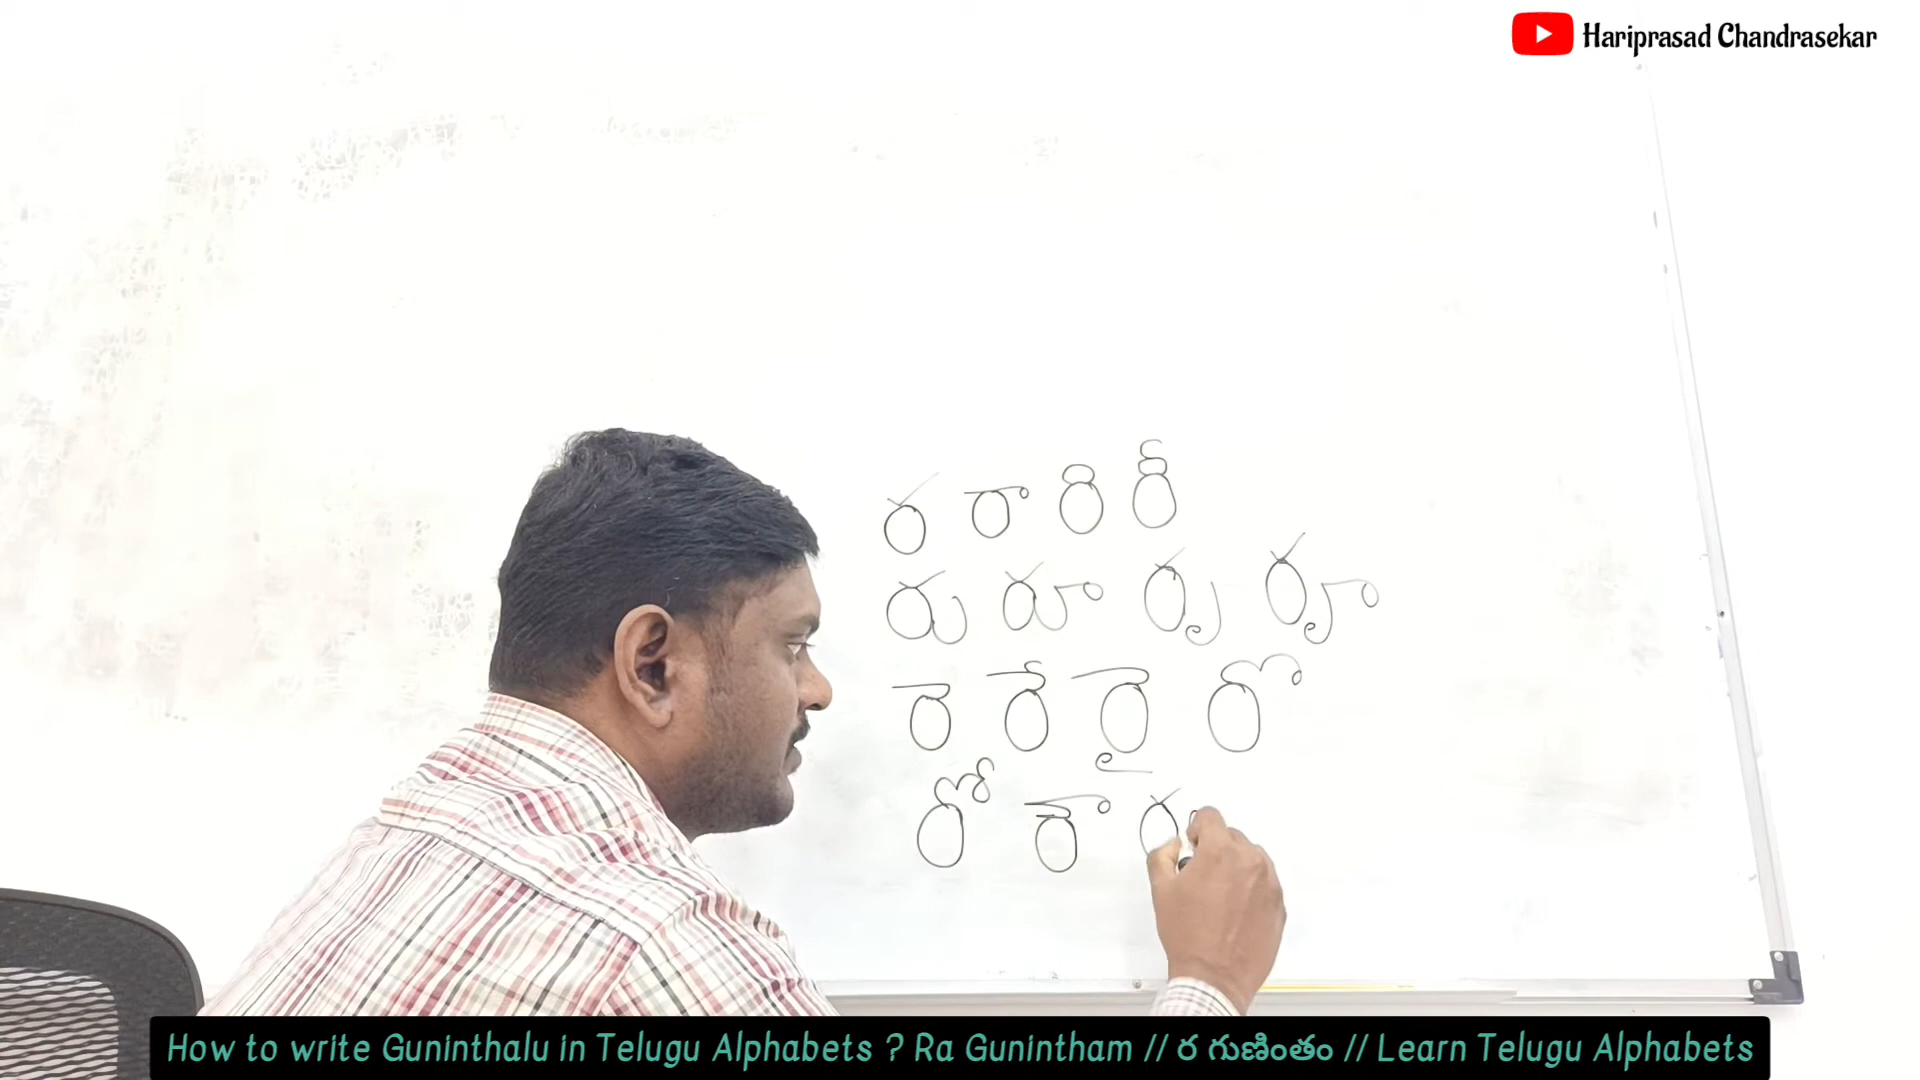 Hariprasad Chandrasekar
ర రా రి రీ
రు రూ రృ రౄ
రె రే రై రొ
రో రౌ రం
How to write Guninthalu in Telugu Alphabets ? Ra Gunintham // ర గుణింతం // Learn Telugu Alphabets